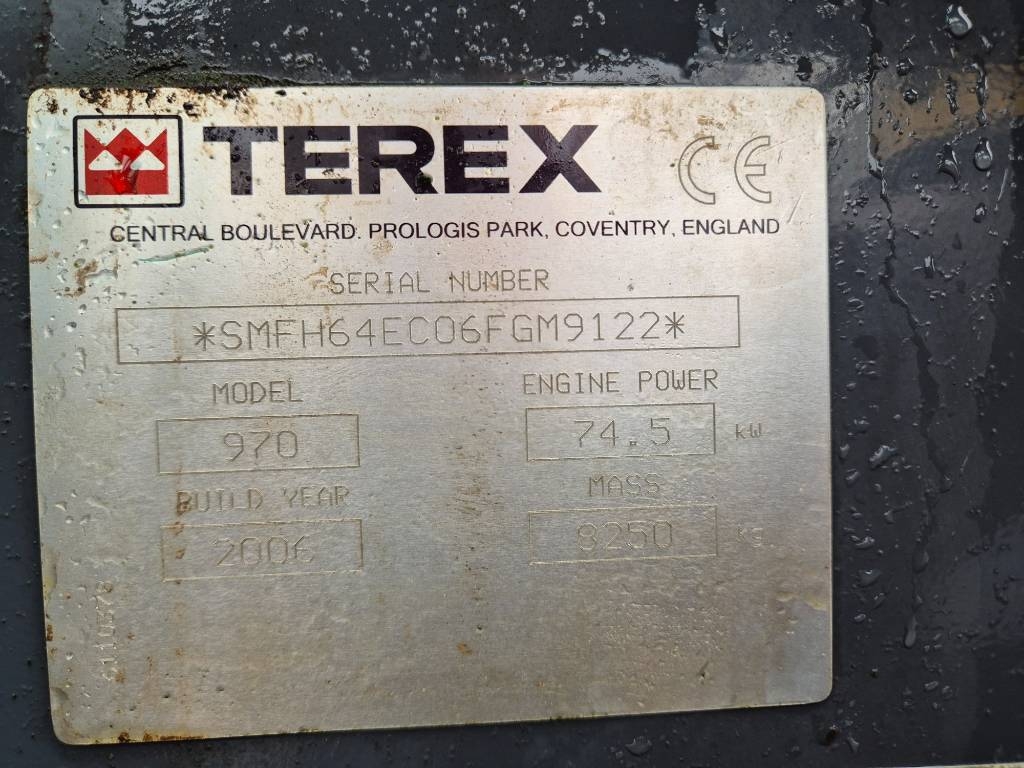 TEREX CE
CENTRAL BOULEVARD. PROLOGIS PARK, COVENTRY, ENGLAND
SERIAL NUMBER
*SMFH64EC06FGM9122*
MODEL
970
ENGINE POWER
74.5 kW
BUILD YEAR
2006
MASS
8250 kg